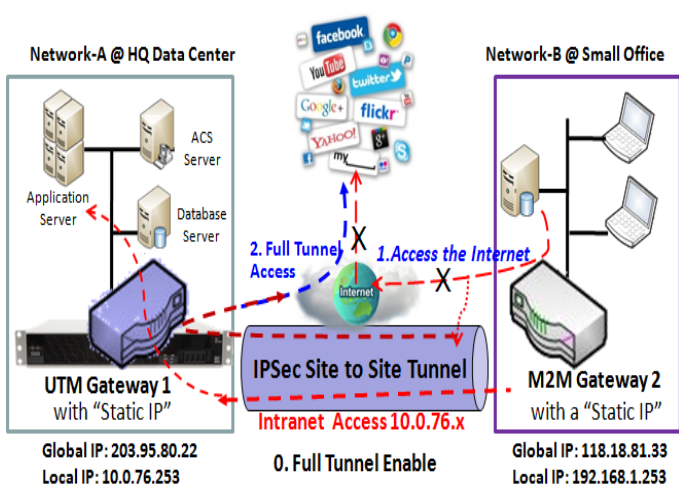 Network-A @ HQ Data Center
Network-B @ Small Office
facebook
You Tube
twitter
Google+
flickr
YAHOO!
g+
my___
ACS
Server
Application
Server
Database
Server
2. Full Tunnel
Access
X
1.Access the Internet
X
Internet
IPSec Site to Site Tunnel
UTM Gateway 1
with “Static IP”
M2M Gateway 2
with a “Static IP”
Intranet Access 10.0.76.x
Global IP: 203.95.80.22
Local IP: 10.0.76.253
0. Full Tunnel Enable
Global IP: 118.18.81.33
Local IP: 192.168.1.253